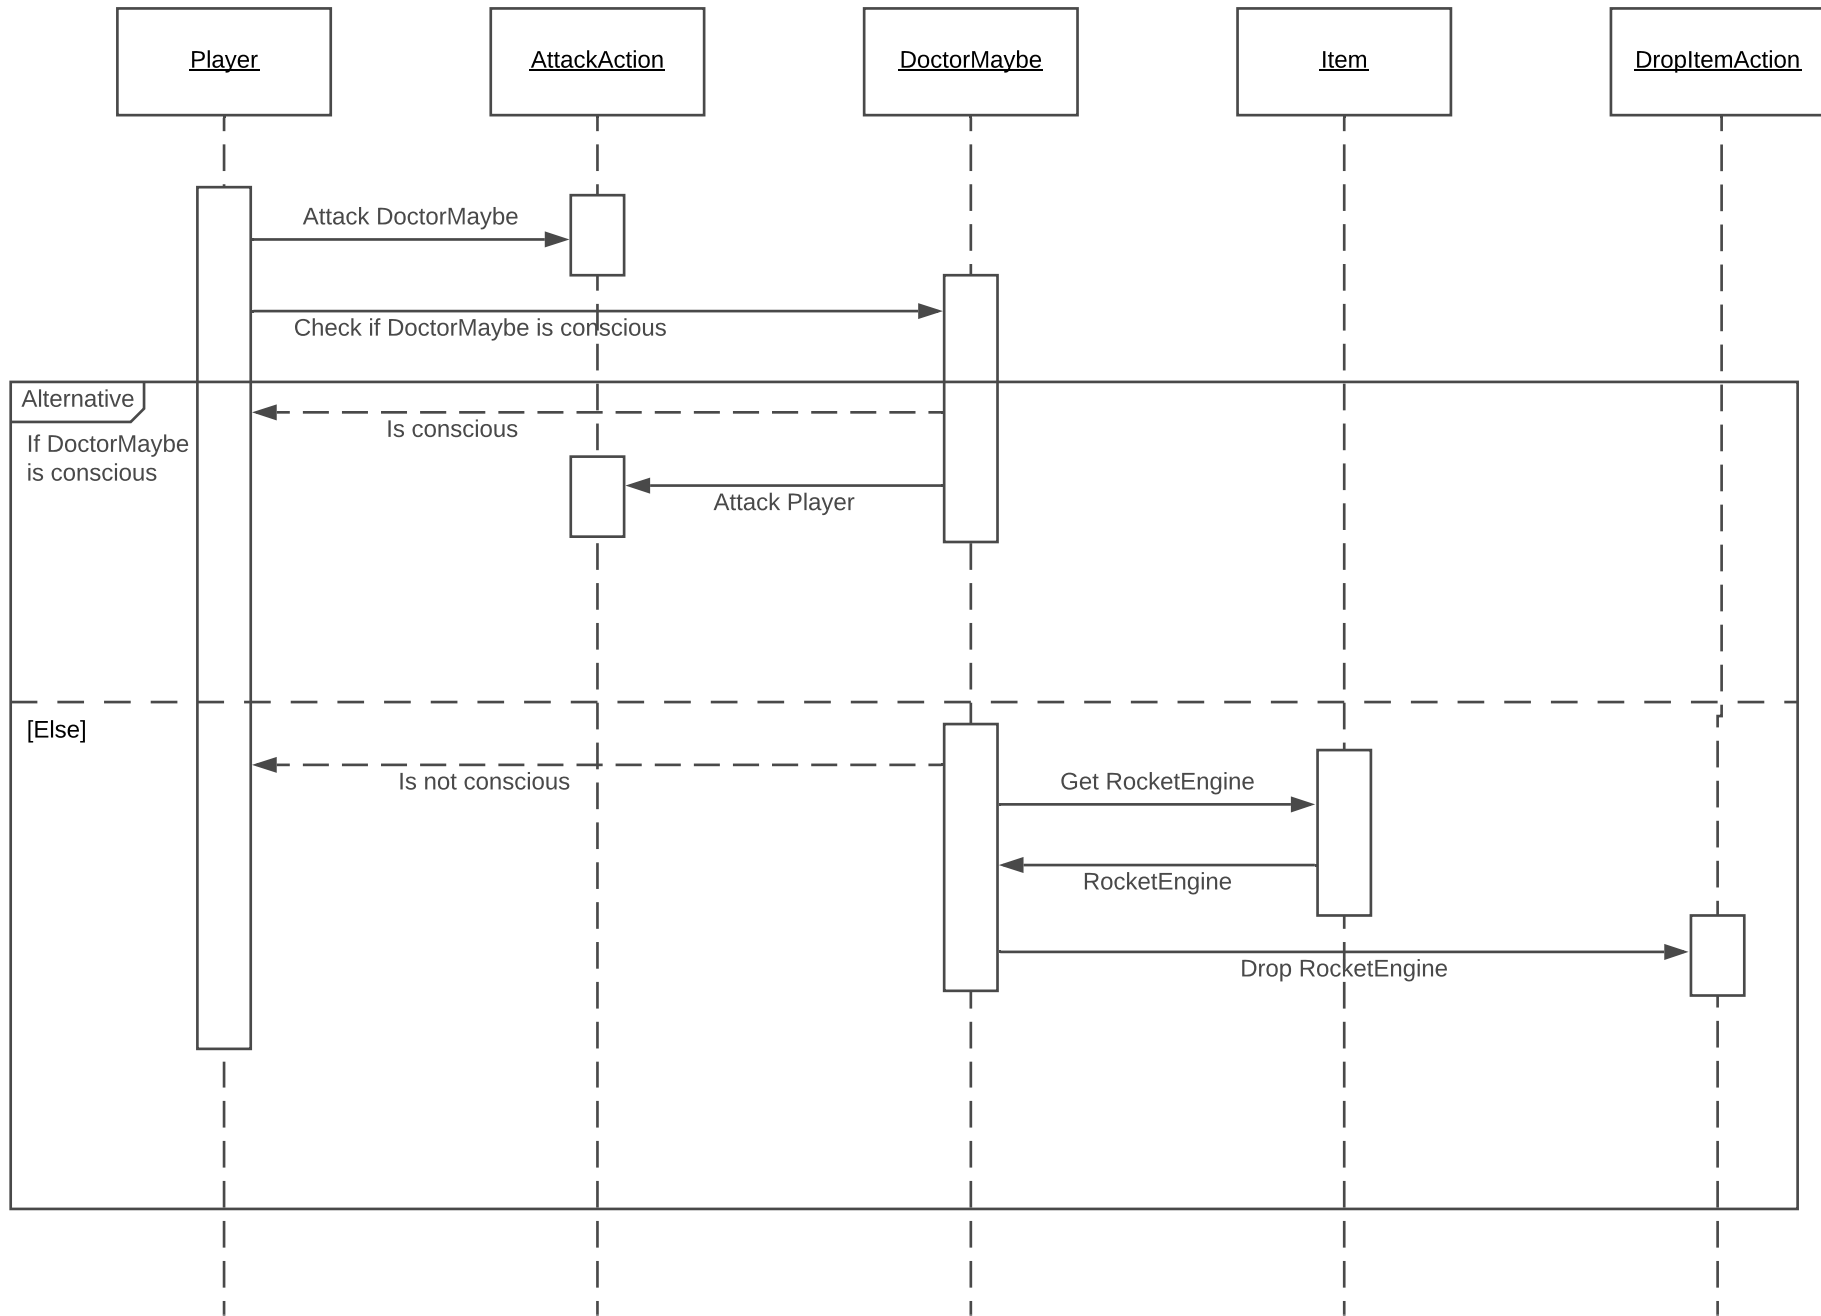 Player
AttackAction
DoctorMaybe
Item
DropItemAction
Attack DoctorMaybe
Check if DoctorMaybe is conscious
Alternative
If DoctorMaybe
is conscious
Is conscious
Attack Player
[Else]
Is not conscious
Get RocketEngine
RocketEngine
Drop RocketEngine